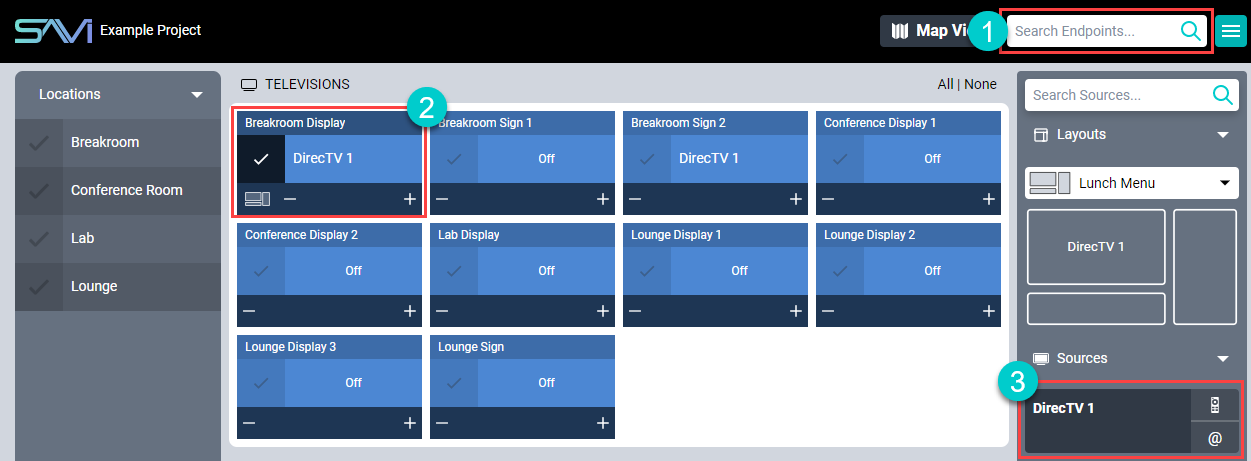 SAVI Example Project
Map Vi
1
Search Endpoints...
Locations
Breakroom
Conference Room
Lab
Lounge
TELEVISIONS
All | None
2
Breakroom Display
DirecTV 1
Breakroom Sign 1
Off
Breakroom Sign 2
DirecTV 1
Conference Display 1
Off
Conference Display 2
Off
Lab Display
Off
Lounge Display 1
Off
Lounge Display 2
Off
Lounge Display 3
Off
Lounge Sign
Off
Search Sources...
Layouts
Lunch Menu
DirecTV 1
Sources
3
DirecTV 1
@